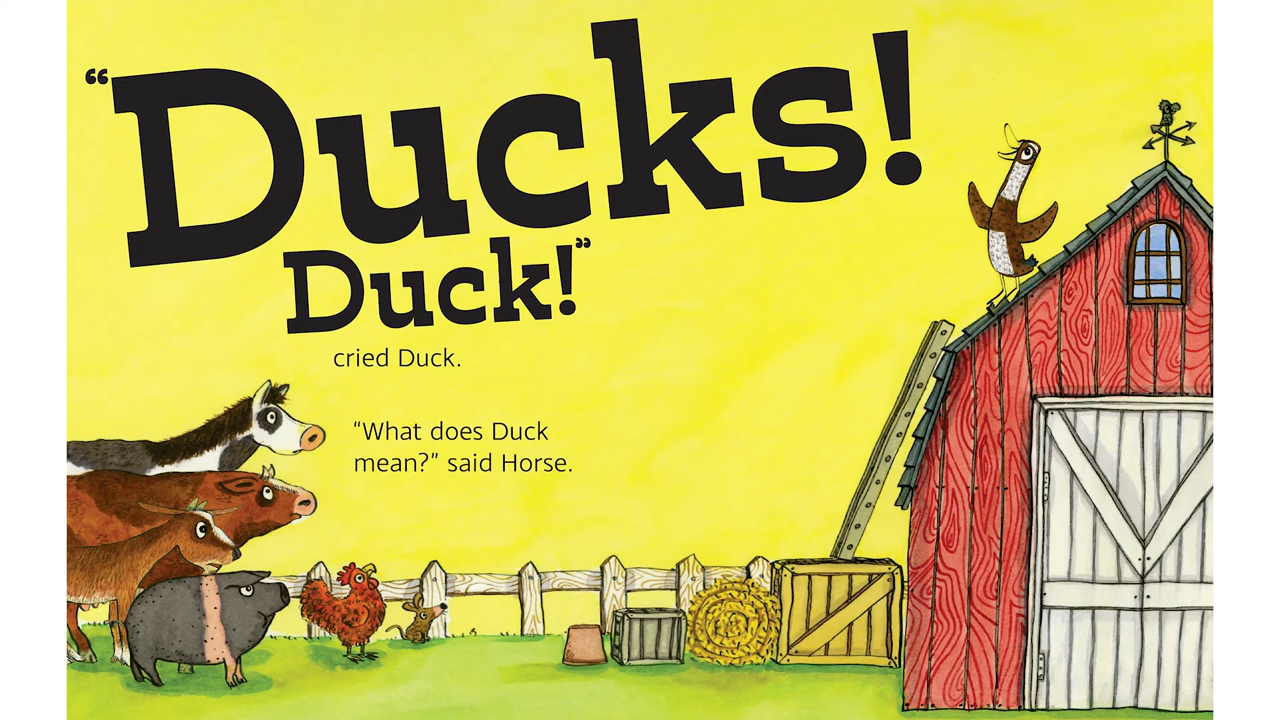 “Ducks!
Duck!”
cried Duck.
“What does Duck
mean?” said Horse.